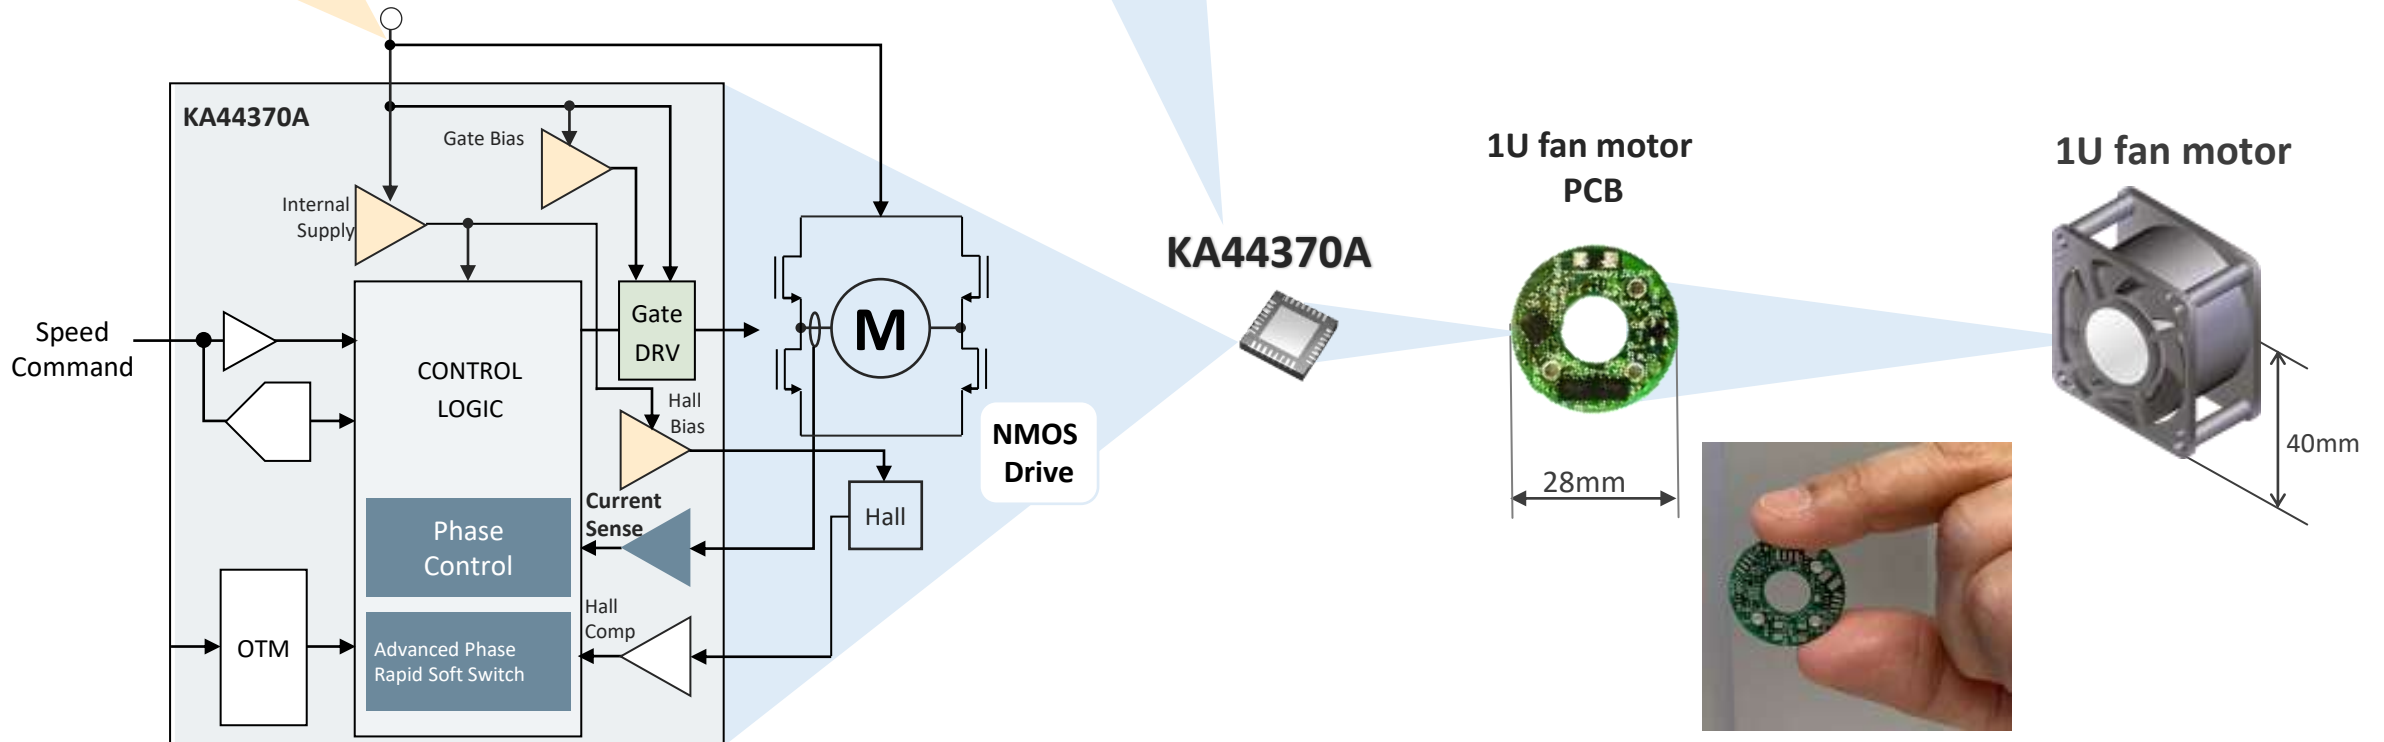 KA44370A
Gate Bias
Internal
Supply
Speed
Command
CONTROL
LOGIC
Gate
DRV
M
Hall
Bias
NMOS
Drive
Current
Sense
Hall
Phase
Control
Hall
Comp
OTM
Advanced Phase
Rapid Soft Switch
KA44370A
1U fan motor
PCB
28mm
1U fan motor
40mm